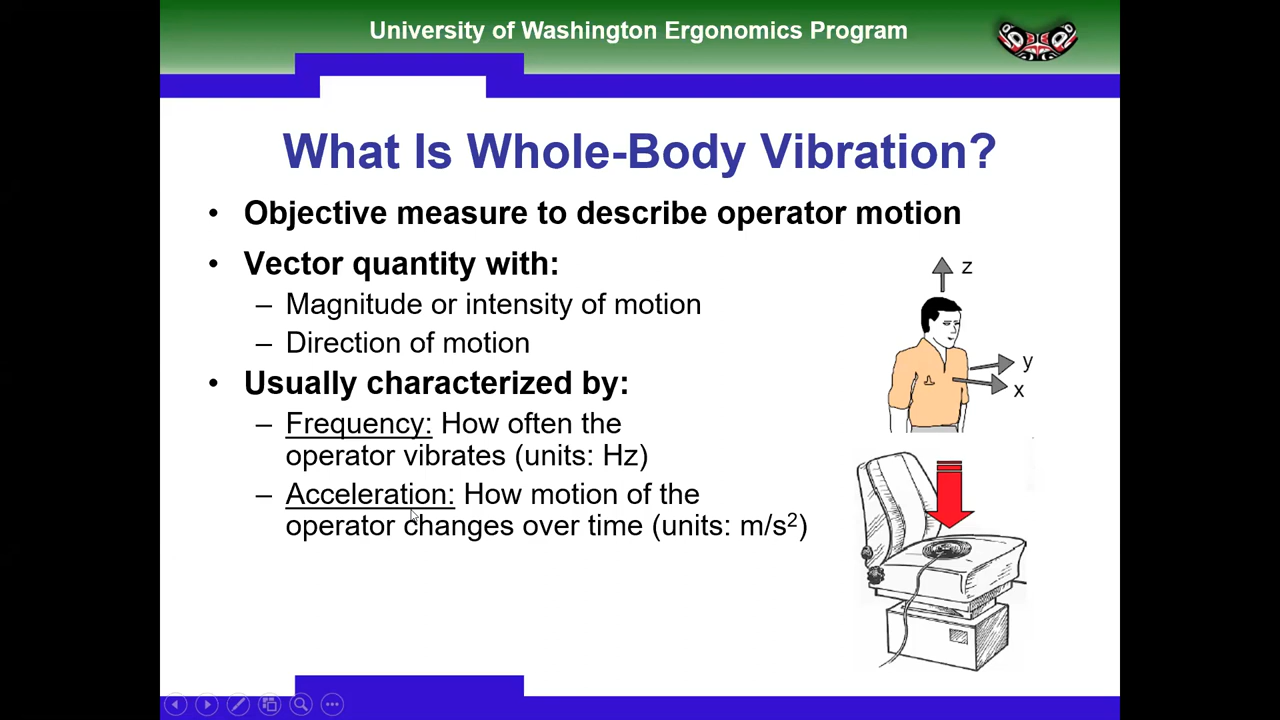 University of Washington Ergonomics Program
What Is Whole-Body Vibration?
• Objective measure to describe operator motion
• Vector quantity with:
– Magnitude or intensity of motion
– Direction of motion
• Usually characterized by:
– Frequency: How often the
operator vibrates (units: Hz)
– Acceleration: How motion of the
operator changes over time (units: m/s²)
z
y
x